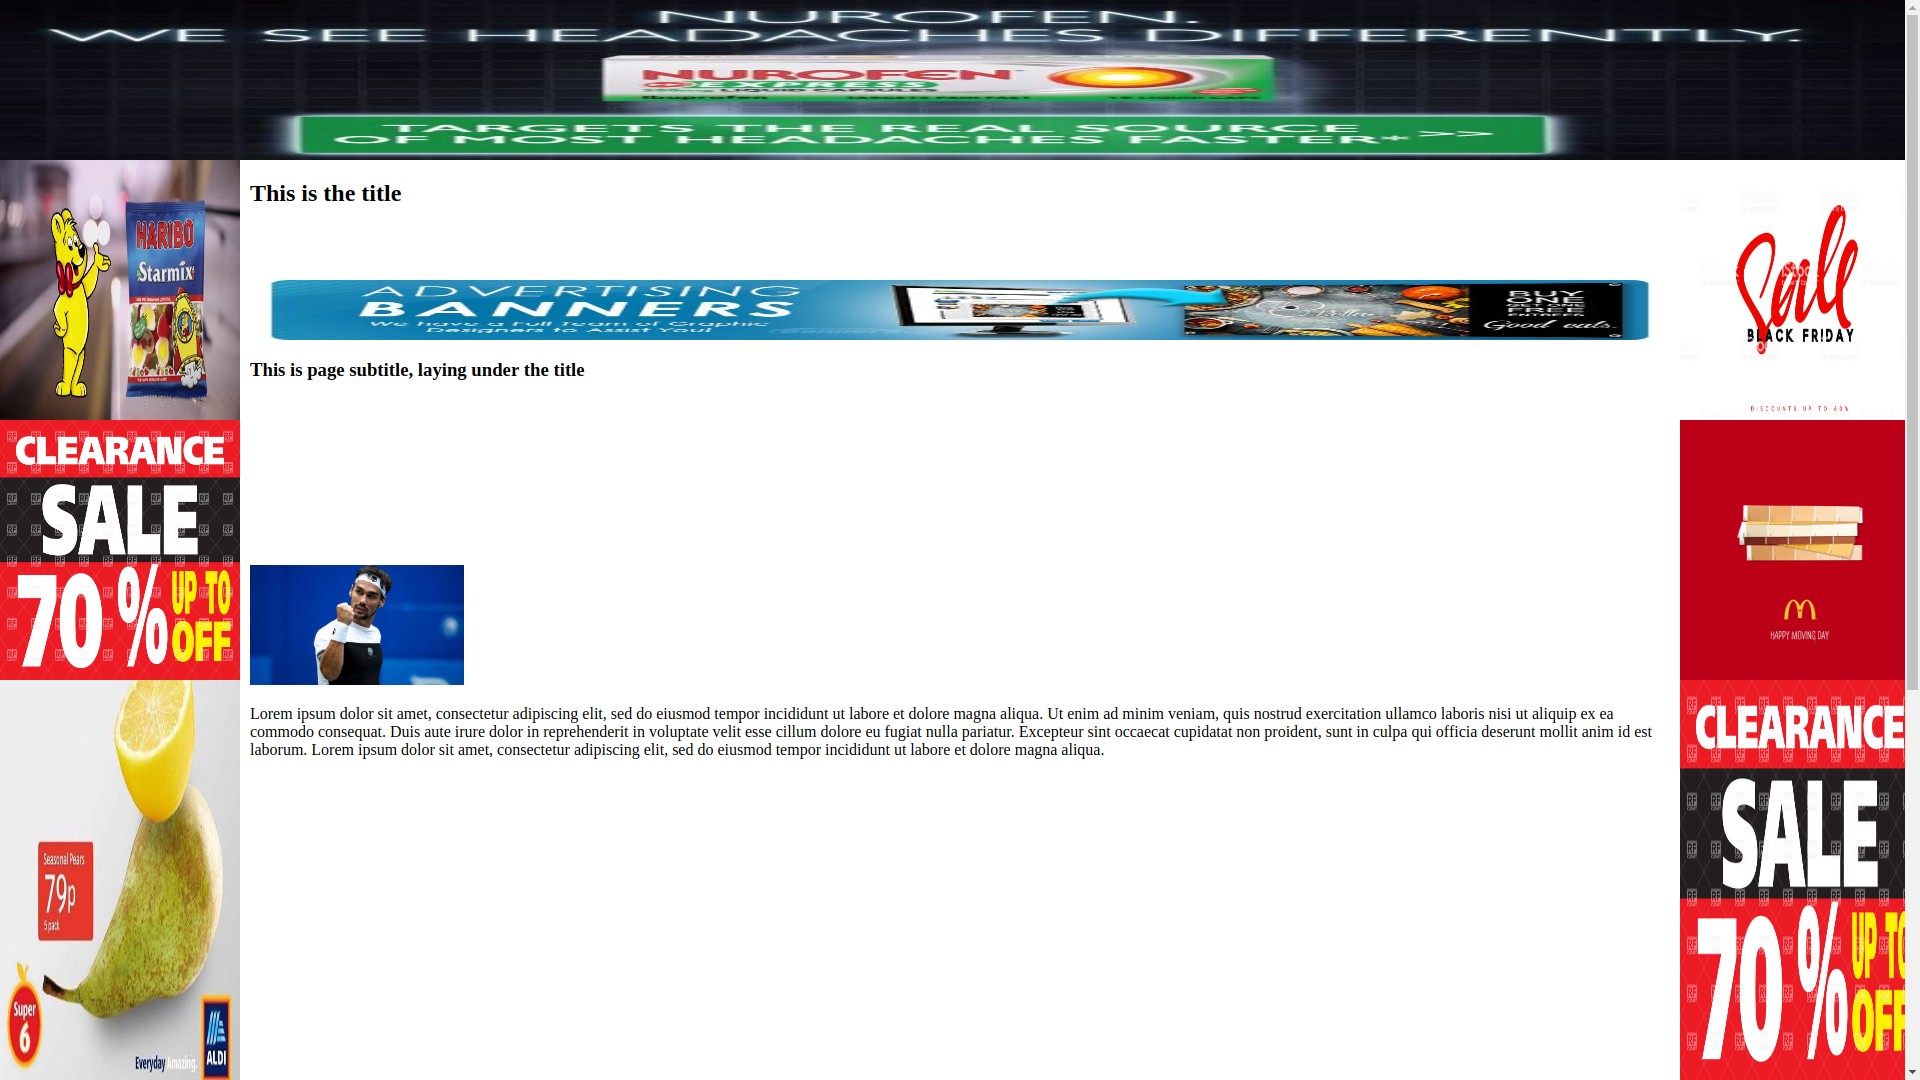 NUROFEN.
WE SEE HEADACHES DIFFERENTLY.
NUROFEN
EXPRESS
LIQUID CAPSULES
TARGETS THE REAL SOURCE
OF MOST HEADACHES FASTER* >>
HARIBO
Starmix
CLEARANCE
SALE
70% UP TO
OFF
Seasonal Pears
79p
5 pack
Super
6
Everyday Amazing.
ALDI
This is the title
ADVERTISING
BANNERS
We have a Full Team of Graphic
Designers to Assist You!
BUY
ONE
GET ONE
FREE
ENTREE
Good eats.
This is page subtitle, laying under the title
Lorem ipsum dolor sit amet, consectetur adipiscing elit, sed do eiusmod tempor incididunt ut labore et dolore magna aliqua. Ut enim ad minim veniam, quis nostrud exercitation ullamco laboris nisi ut aliquip ex ea
commodo consequat. Duis aute irure dolor in reprehenderit in voluptate velit esse cillum dolore eu fugiat nulla pariatur. Excepteur sint occaecat cupidatat non proident, sunt in culpa qui officia deserunt mollit anim id est
laborum. Lorem ipsum dolor sit amet, consectetur adipiscing elit, sed do eiusmod tempor incididunt ut labore et dolore magna aliqua.
Sale
BLACK FRIDAY
DISCOUNTS UP TO 60%
HAPPY MOVING DAY
CLEARANCE
SALE
70% UP TO
OFF